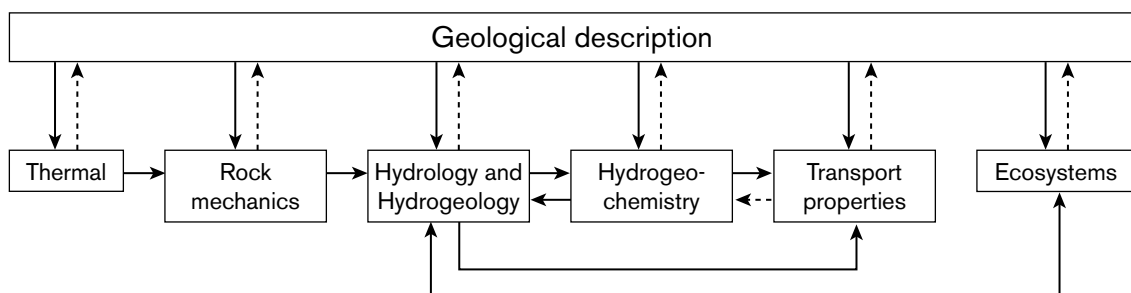 Geological description
Thermal
Rock
mechanics
Hydrology and
Hydrogeology
Hydrogeo-
chemistry
Transport
properties
Ecosystems